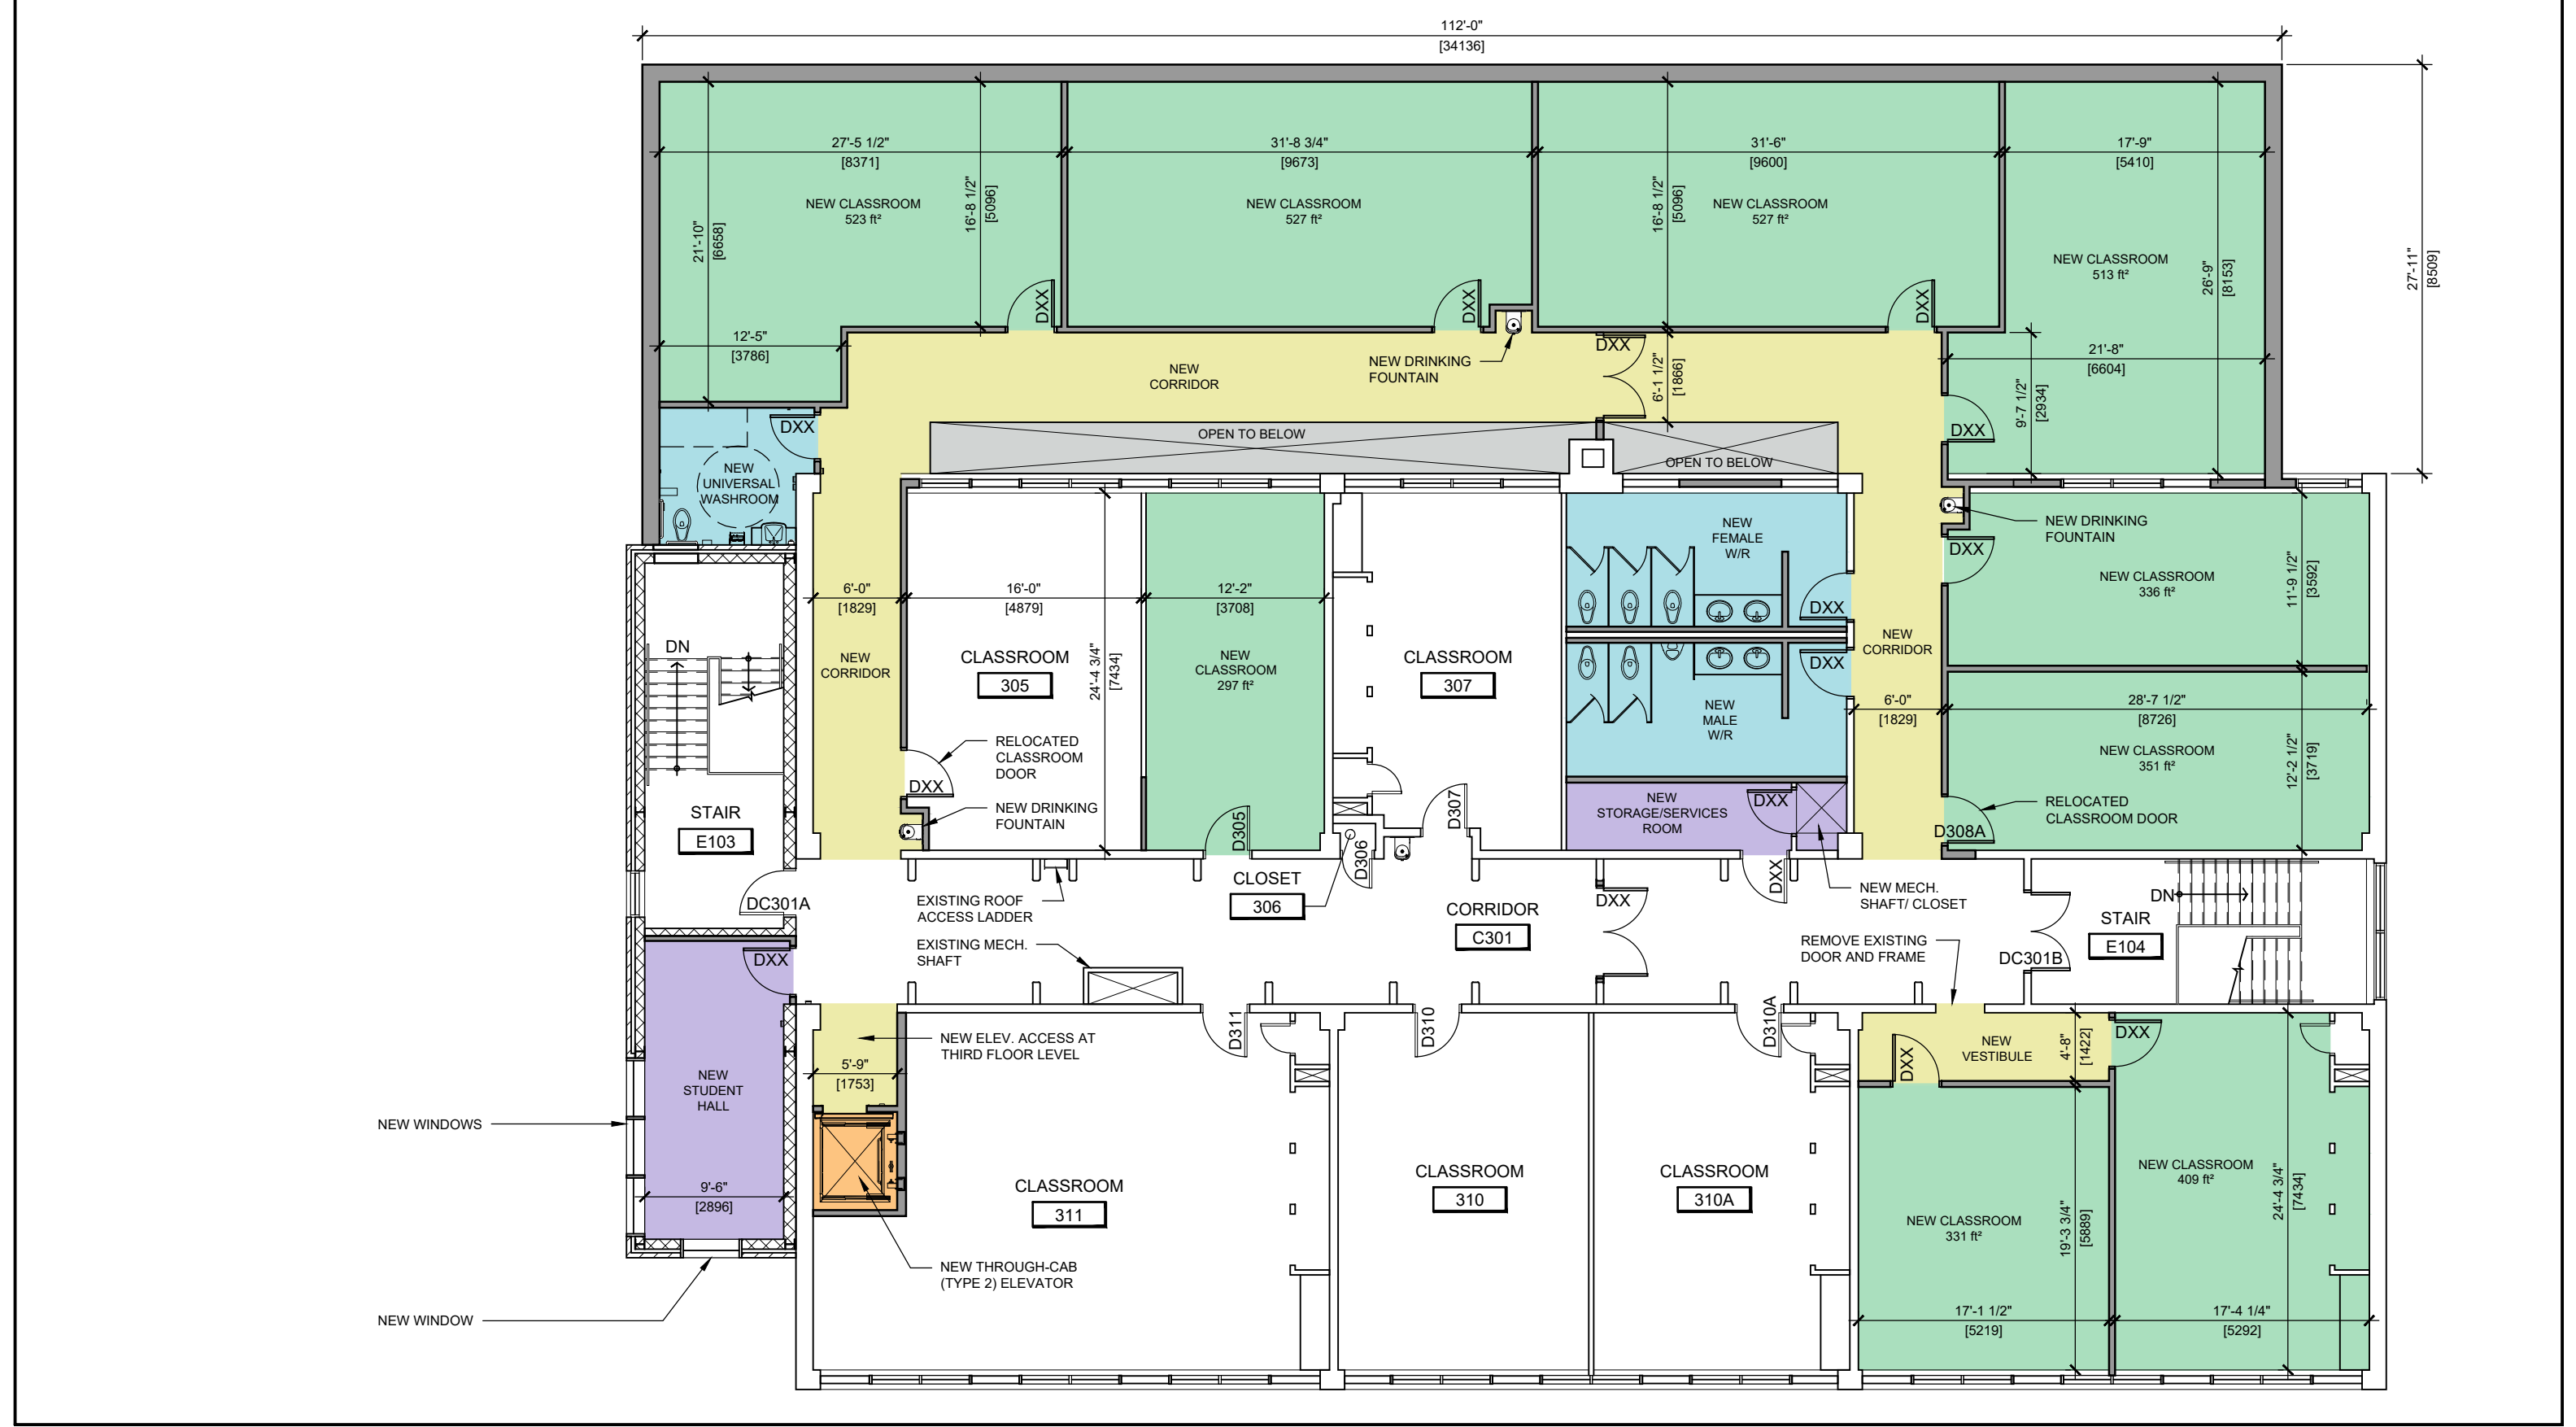 112'-0"
[34136]
27'-5 1/2"
[8371]
31'-8 3/4"
[9673]
31'-6"
[9600]
17'-9"
[5410]
NEW CLASSROOM
523 ft²
16'-8 1/2"
[5096]
NEW CLASSROOM
527 ft²
16'-8 1/2"
[5096]
NEW CLASSROOM
527 ft²
21'-10"
[6658]
NEW CLASSROOM
513 ft²
26'-9"
[8153]
27'-11"
[8509]
DXX
DXX
DXX
12'-5"
[3786]
NEW
CORRIDOR
NEW DRINKING
FOUNTAIN
DXX
6'-1 1/2"
[1866]
21'-8"
[6604]
9'-7 1/2"
[2934]
DXX
OPEN TO BELOW
OPEN TO BELOW
DXX
NEW
UNIVERSAL
WASHROOM
NEW
FEMALE
W/R
NEW DRINKING
FOUNTAIN
DXX
6'-0"
[1829]
16'-0"
[4879]
12'-2"
[3708]
NEW CLASSROOM
336 ft²
11'-9 1/2"
[3592]
DXX
DN
NEW
CORRIDOR
CLASSROOM
305
24'-4 3/4"
[7434]
NEW
CLASSROOM
297 ft²
CLASSROOM
307
DXX
NEW
CORRIDOR
NEW
MALE
W/R
6'-0"
[1829]
28'-7 1/2"
[8726]
NEW CLASSROOM
351 ft²
12'-2 1/2"
[3719]
RELOCATED
CLASSROOM
DOOR
DXX
NEW DRINKING
FOUNTAIN
D305
D307
NEW
STORAGE/SERVICES
ROOM
DXX
RELOCATED
CLASSROOM DOOR
D308A
STAIR
E103
D306
DC301A
EXISTING ROOF
ACCESS LADDER
CLOSET
306
DXX
DXX
NEW MECH.
SHAFT/ CLOSET
DN
STAIR
E104
CORRIDOR
C301
EXISTING MECH.
SHAFT
REMOVE EXISTING
DOOR AND FRAME
DC301B
DXX
NEW ELEV. ACCESS AT
THIRD FLOOR LEVEL
5'-9"
[1753]
D311
D310
D310A
DXX
NEW
VESTIBULE
4'-8"
[1422]
DXX
NEW
STUDENT
HALL
NEW WINDOWS
9'-6"
[2896]
CLASSROOM
311
CLASSROOM
310
CLASSROOM
310A
NEW CLASSROOM
409 ft²
24'-4 3/4"
[7434]
NEW CLASSROOM
331 ft²
19'-3 3/4"
[5889]
NEW THROUGH-CAB
(TYPE 2) ELEVATOR
NEW WINDOW
17'-1 1/2"
[5219]
17'-4 1/4"
[5292]